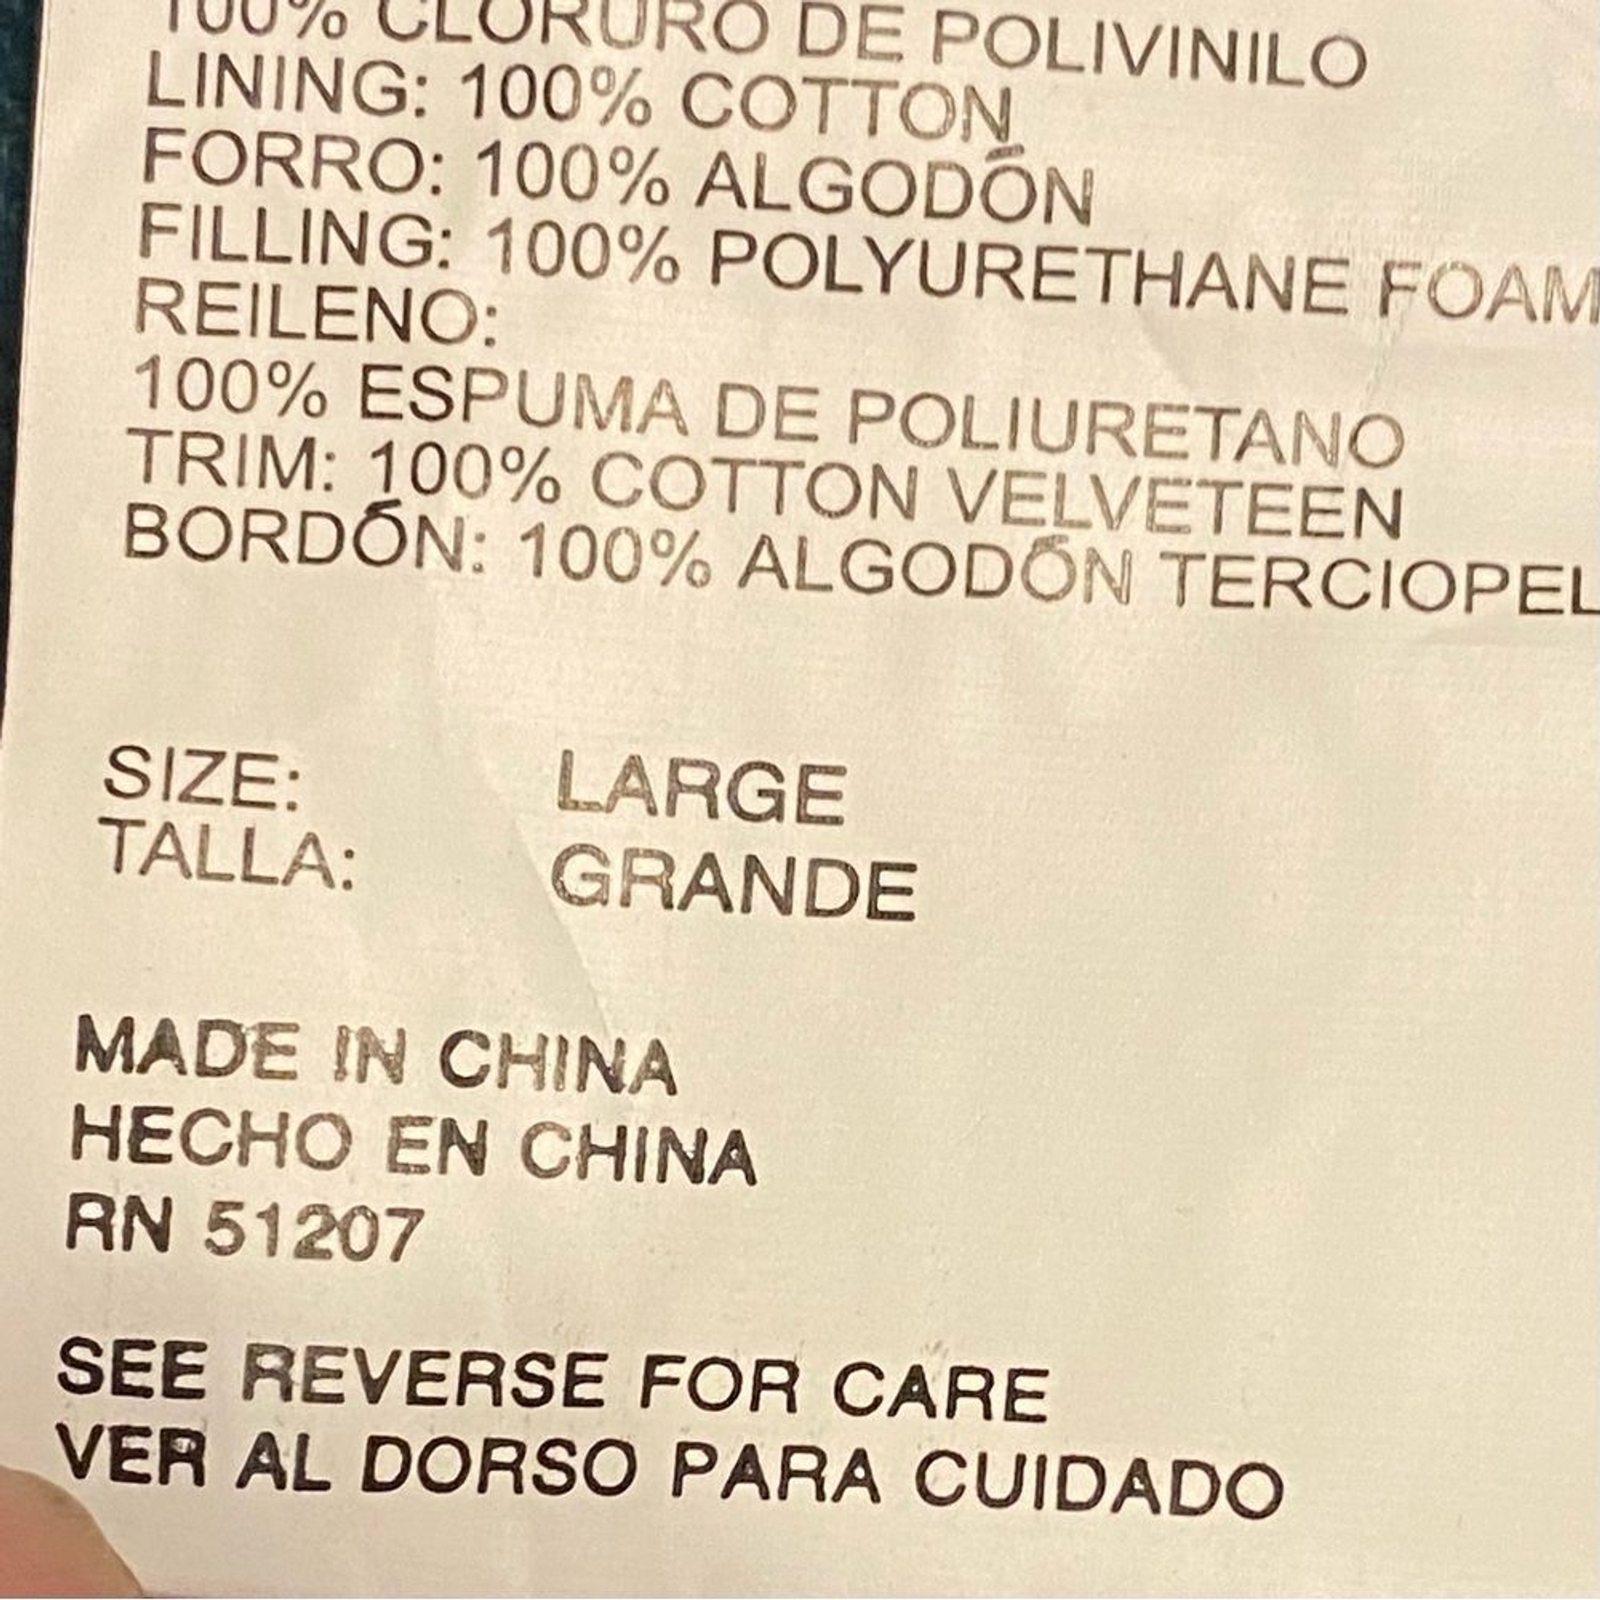 100% CLORURO DE POLIVINILO
LINING: 100% COTTON
FORRO: 100% ALGODÓN
FILLING: 100% POLYURETHANE FOAM
REILENO:
100% ESPUMA DE POLIURETANO
TRIM: 100% COTTON VELVETEEN
BORDÓN: 100% ALGODÓN TERCIOPEL
SIZE: LARGE
TALLA: GRANDE
MADE IN CHINA
HECHO EN CHINA
RN 51207
SEE REVERSE FOR CARE
VER AL DORSO PARA CUIDADO